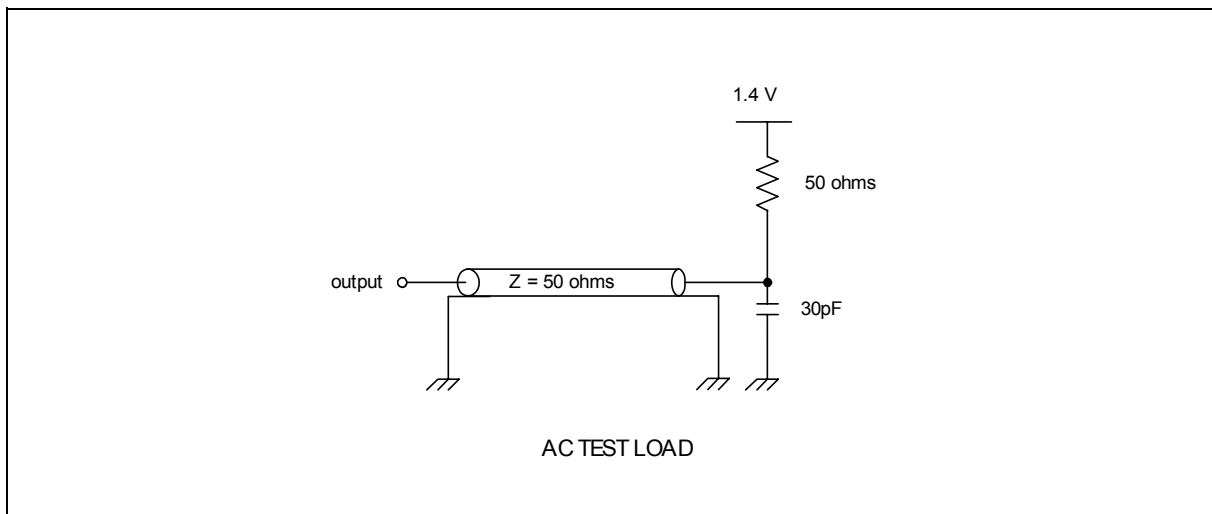 1.4 V
50 ohms
output
Z = 50 ohms
30pF
AC TEST LOAD